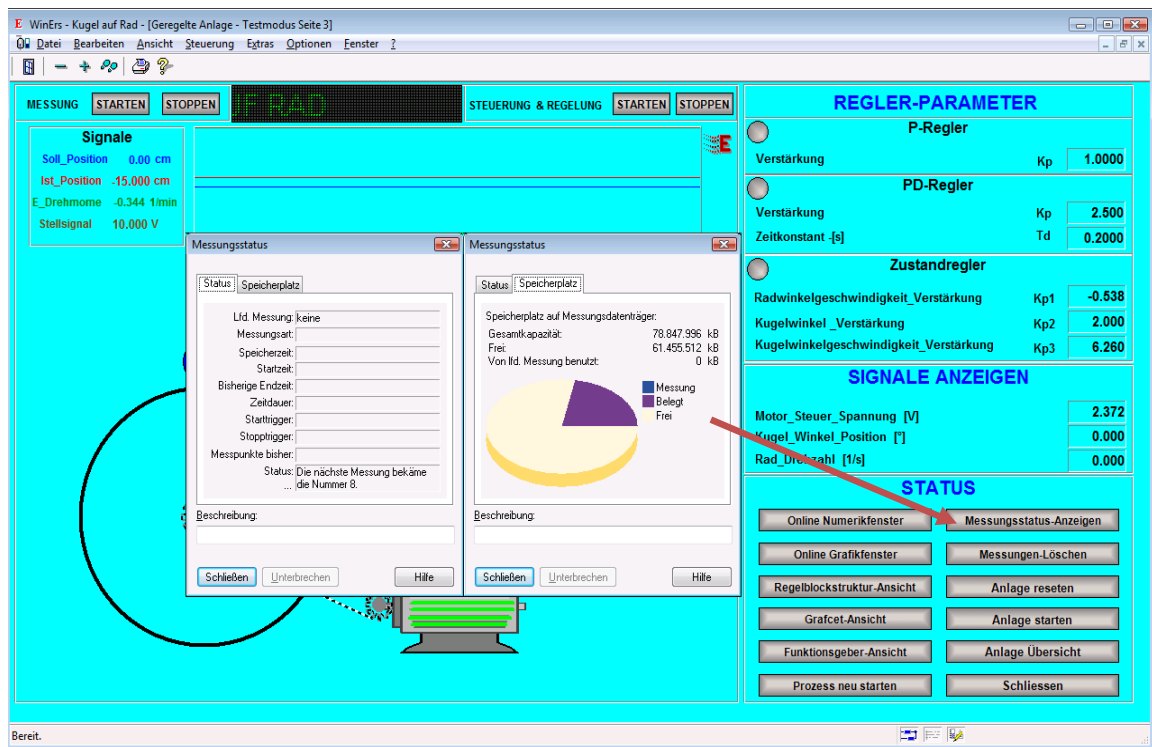 WinErs - Kugel auf Rad - [Geregelte Anlage - Testmodus Seite 3]
Datei Bearbeiten Ansicht Steuerung Extras Optionen Fenster ?
MESSUNG STARTEN STOPPEN
IF RAD
STEUERUNG & REGELUNG STARTEN STOPPEN
Signale
Soll_Position 0.00 cm
Ist_Position -15.000 cm
E_Drehmome -0.344 1/min
Stellsignal 10.000 V
E
Messungsstatus
Status Speicherplatz
Lfd. Messung: keine
Messungsart:
Speicherzeit:
Startzeit:
Bisherige Endzeit:
Zeitdauer:
Starttrigger:
Stopptrigger:
Messpunkte bisher:
Status: Die nächste Messung bekäme
... die Nummer 8.
Beschreibung:
Schließen Unterbrechen Hilfe
Messungsstatus
Status Speicherplatz
Speicherplatz auf Messungsdatenträger:
Gesamtkapazität: 78.847.996 kB
Frei: 61.455.512 kB
Von lfd. Messung benutzt: 0 kB
Messung
Belegt
Frei
Beschreibung:
Schließen Unterbrechen Hilfe
REGLER-PARAMETER
P-Regler
Verstärkung Kp 1.0000
PD-Regler
Verstärkung Kp 2.500
Zeitkonstant -[s] Td 0.2000
Zustandregler
Radwinkelgeschwindigkeit_Verstärkung Kp1 -0.538
Kugelwinkel _Verstärkung Kp2 2.000
Kugelwinkelgeschwindigkeit_Verstärkung Kp3 6.260
SIGNALE ANZEIGEN
Motor_Steuer_Spannung [V] 2.372
Kugel_Winkel_Position [°] 0.000
Rad_Drehzahl [1/s] 0.000
STATUS
Online Numerikfenster Messungsstatus-Anzeigen
Online Grafikfenster Messungen-Löschen
Regelblockstruktur-Ansicht Anlage reseten
Grafcet-Ansicht Anlage starten
Funktionsgeber-Ansicht Anlage Übersicht
Prozess neu starten Schliessen
Bereit.